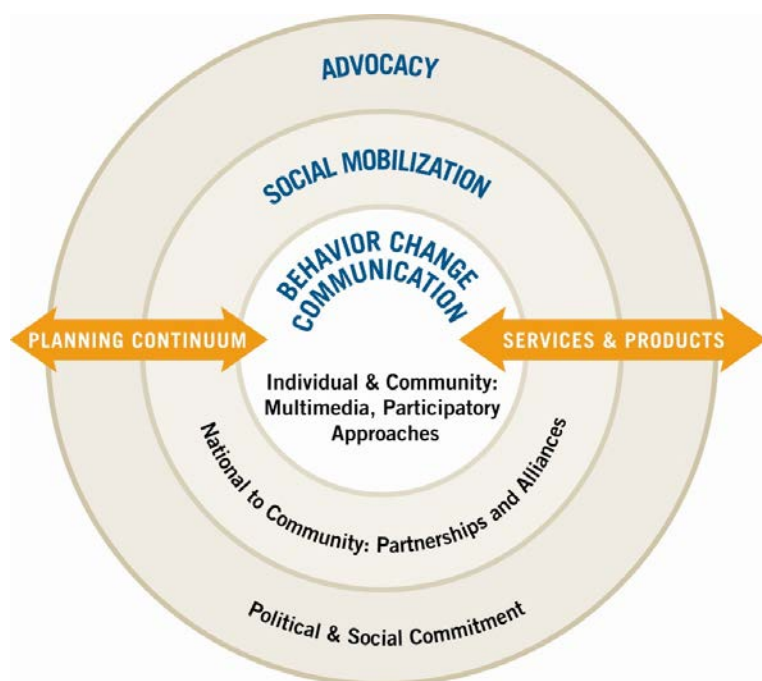 ADVOCACY
SOCIAL MOBILIZATION
BEHAVIOR CHANGE
COMMUNICATION
PLANNING CONTINUUM
SERVICES & PRODUCTS
Individual & Community:
Multimedia, Participatory
Approaches
National to Community: Partnerships and Alliances
Political & Social Commitment